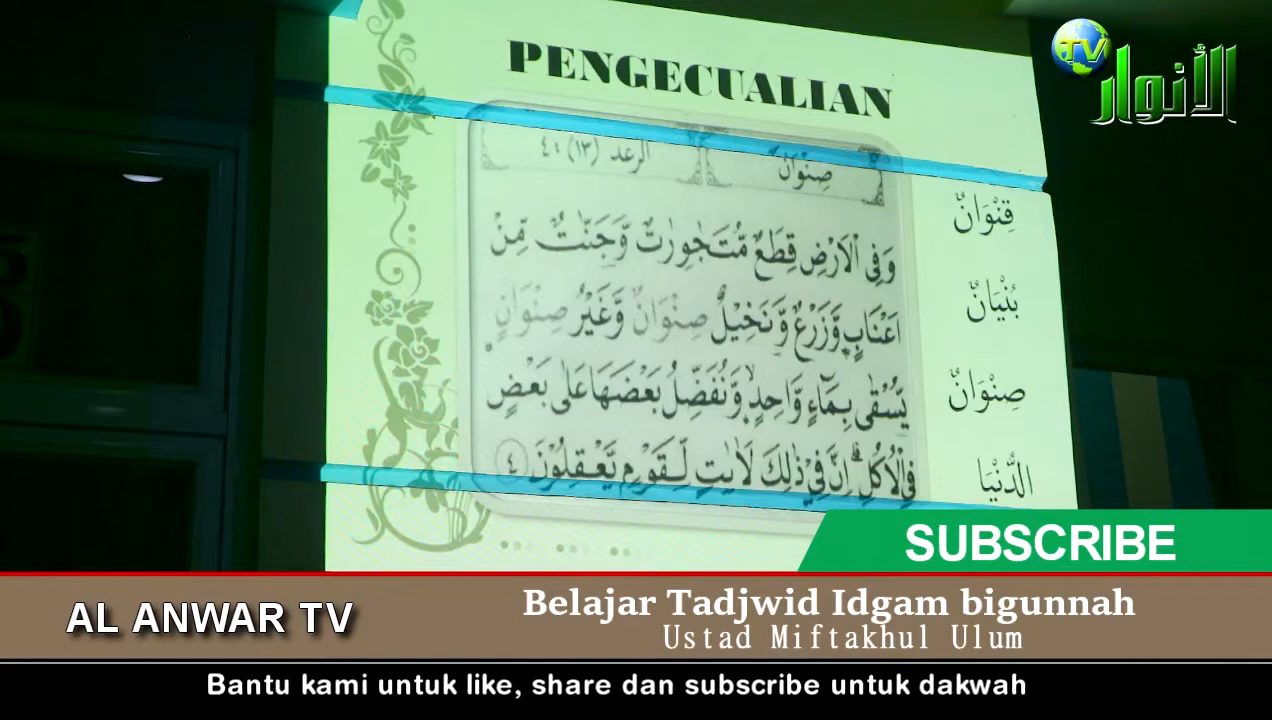 TV
الأنوار
PENGECUALIAN
صِنْوَانٌ
الرعد (١٣) : ٤
وَفِى الْاَرْضِ قِطَعٌ مُّتَجٰوِرٰتٌ وَّجَنّٰتٌ مِّنْ
اَعْنَابٍ وَّزَرْعٌ وَّنَخِيْلٌ صِنْوَانٌ وَّغَيْرُ صِنْوَانٍ
يُّسْقٰى بِمَاۤءٍ وَّاحِدٍۙ وَّنُفَضِّلُ بَعْضَهَا عَلٰى بَعْضٍ
فِى الْاُكُلِۗ اِنَّ فِيْ ذٰلِكَ لَاٰيٰتٍ لِّقَوْمٍ يَّعْقِلُوْنَ ٤
قِنْوَانٌ
بُنْيَانٌ
صِنْوَانٌ
الدُّنْيَا
SUBSCRIBE
AL ANWAR TV
Belajar Tadjwid Idgam bigunnah
Ustad Miftakhul Ulum
Bantu kami untuk like, share dan subscribe untuk dakwah